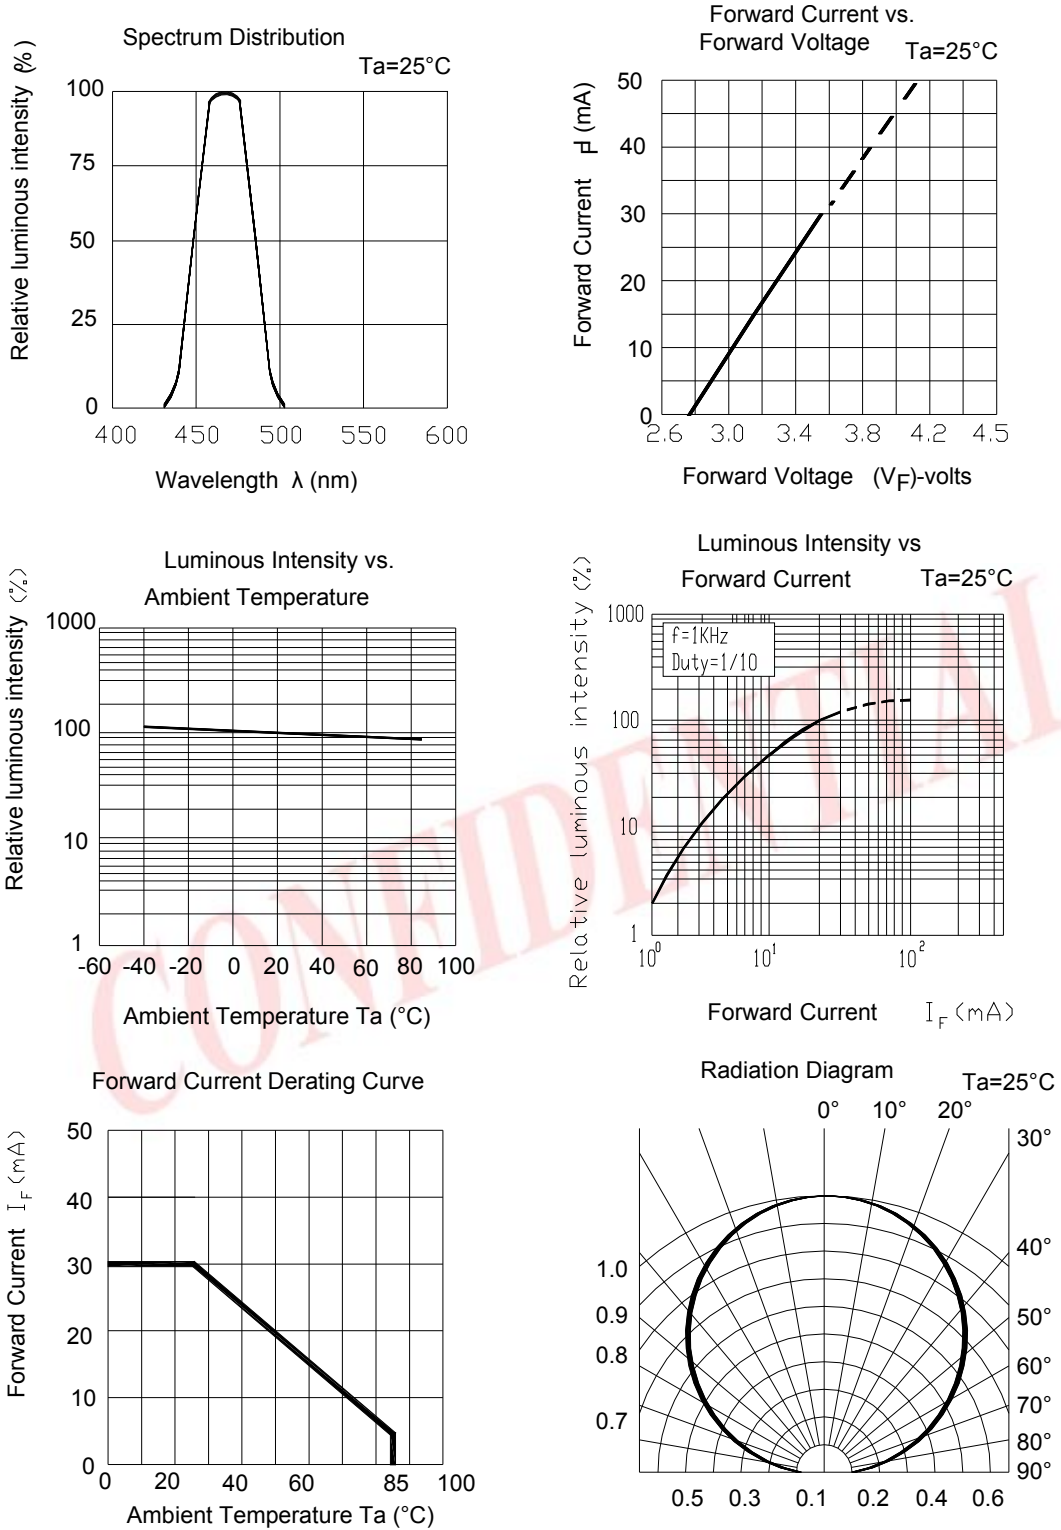 Spectrum Distribution
Ta=25°C
Relative luminous intensity (%)
100
75
50
25
0
400 450 500 550 600
Wavelength λ (nm)
Forward Current vs.
Forward Voltage
Ta=25°C
Forward Current (mA)
50
40
30
20
10
0
2.6 3.0 3.4 3.8 4.2 4.5
Forward Voltage (VF)-volts
Luminous Intensity vs.
Ambient Temperature
Relative luminous intensity (%)
1000
100
10
1
-60 -40 -20 0 20 40 60 80 100
Ambient Temperature Ta (°C)
Luminous Intensity vs
Forward Current
Ta=25°C
Relative luminous intensity (%)
f=1KHz
Duty=1/10
1000
100
10
1
10⁰ 10¹ 10²
Forward Current IF (mA)
Forward Current Derating Curve
Forward Current IF (mA)
50
40
30
20
10
0
0 20 40 60 85 100
Ambient Temperature Ta (°C)
Radiation Diagram
Ta=25°C
0° 10° 20°
30°
40°
50°
60°
70°
80°
90°
1.0
0.9
0.8
0.7
0.5 0.3 0.1 0.2 0.4 0.6
CONFIDENTIAL